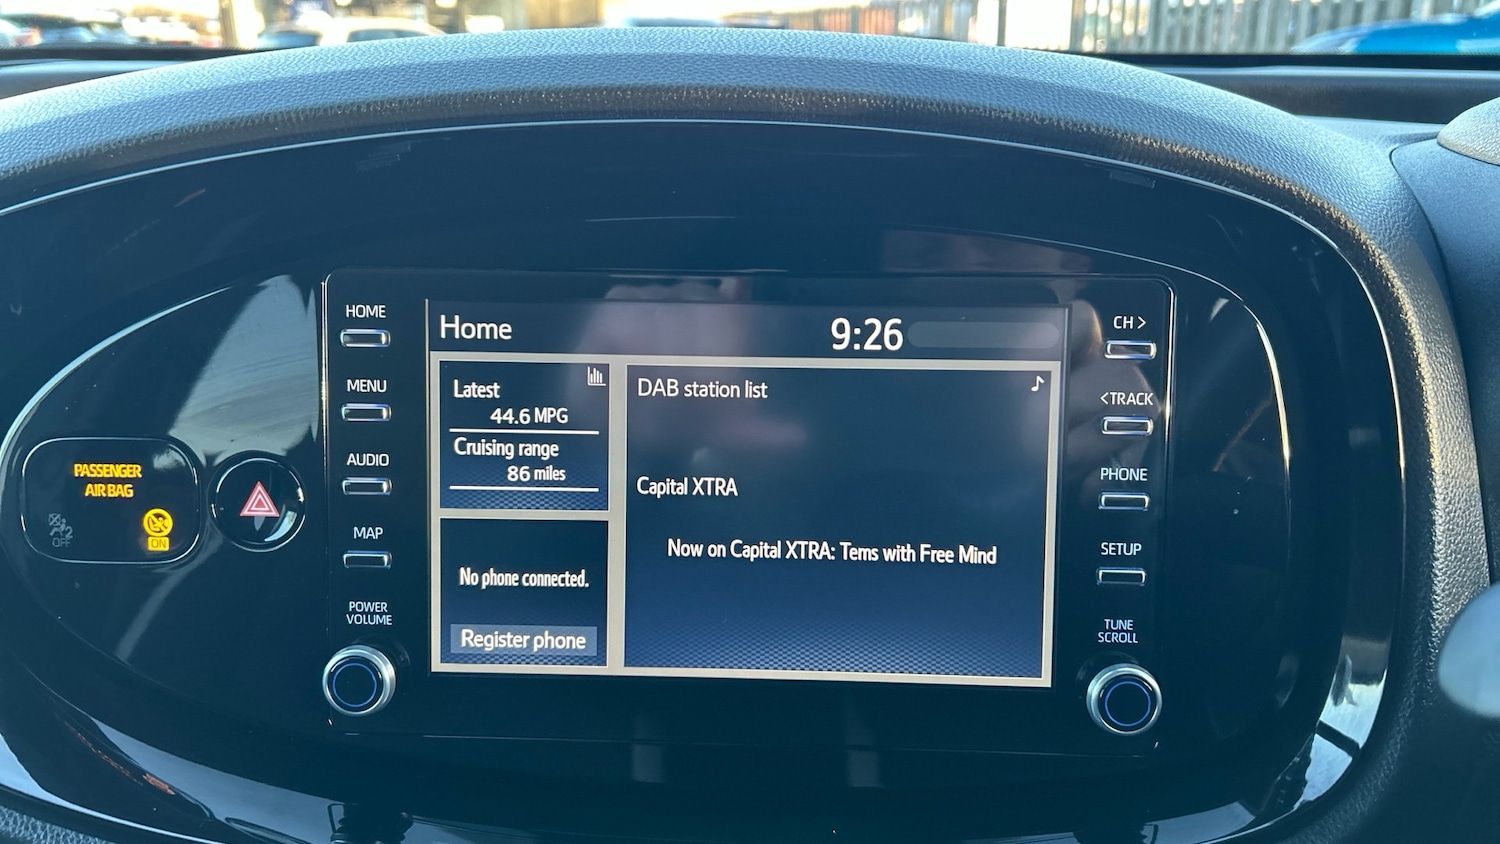 PASSENGER
AIR BAG
OFF
ON
HOME
MENU
AUDIO
MAP
POWER
VOLUME
Home
9:26
Latest
44.6 MPG
Cruising range
86 miles
No phone connected.
Register phone
DAB station list
Capital XTRA
Now on Capital XTRA: Tems with Free Mind
CH >
<TRACK
PHONE
SETUP
TUNE
SCROLL